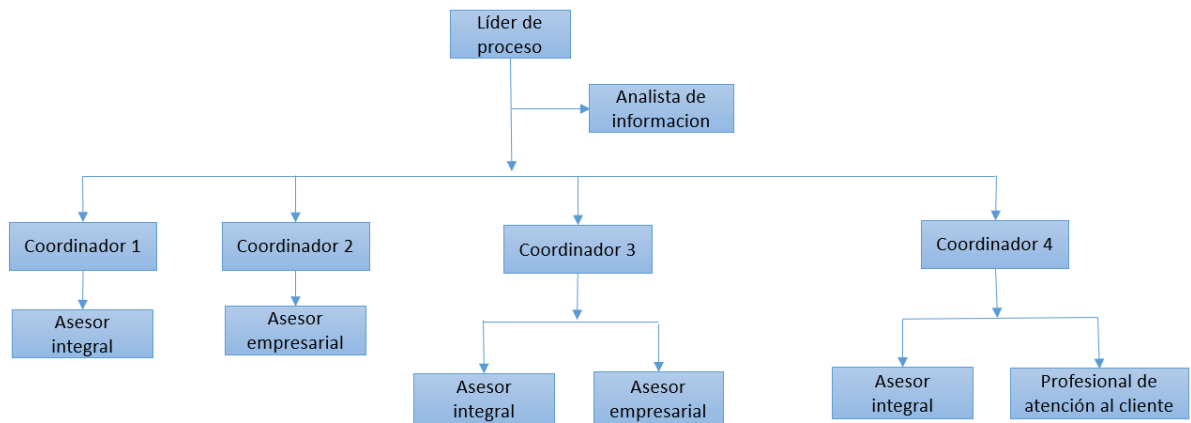 Líder de
proceso
Analista de
informacion
Coordinador 1
Coordinador 2
Coordinador 3
Coordinador 4
Asesor
integral
Asesor
empresarial
Asesor
integral
Asesor
empresarial
Asesor
integral
Profesional de
atención al cliente